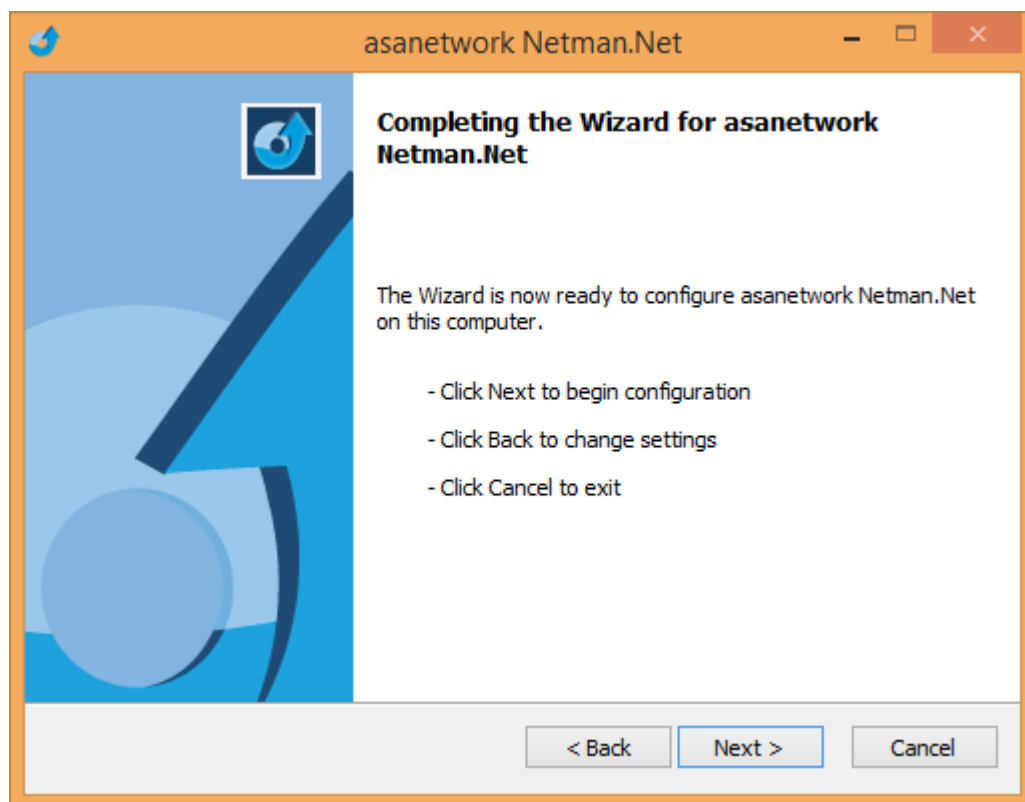 asanetwork Netman.Net
Completing the Wizard for asanetwork
Netman.Net
The Wizard is now ready to configure asanetwork Netman.Net
on this computer.
- Click Next to begin configuration
- Click Back to change settings
- Click Cancel to exit
< Back
Next >
Cancel